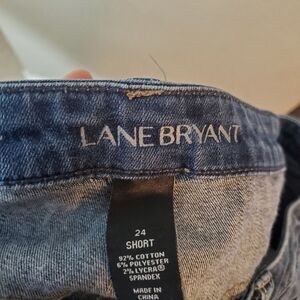 LANE BRYANT
24
SHORT
92% COTTON
6% POLYESTER
2% LYCRA®
SPANDEX
MADE IN
CHINA